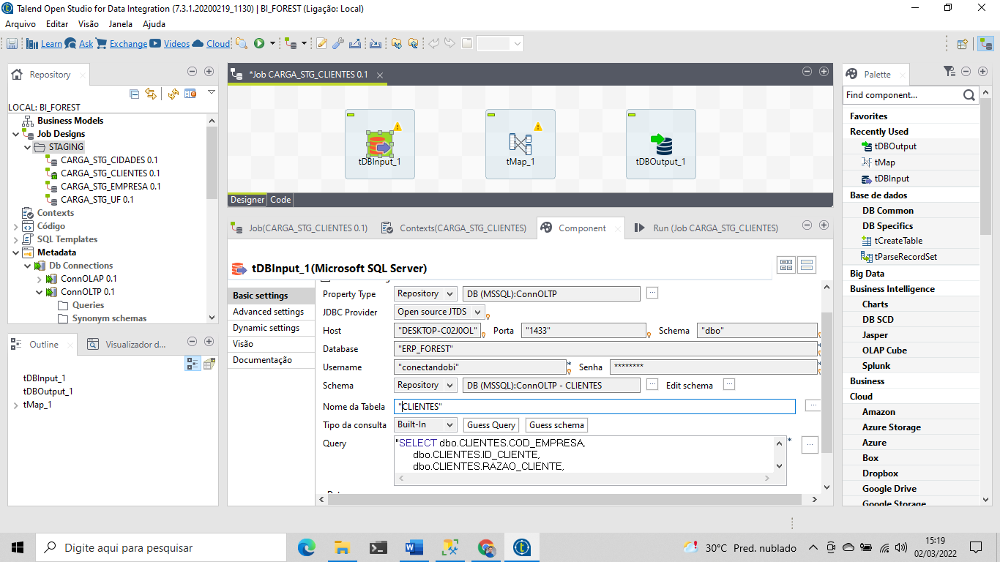 Talend Open Studio for Data Integration (7.3.1.20200219_1130) | BI_FOREST (Ligação: Local)
Arquivo Editar Visão Janela Ajuda
Learn Ask Exchange Videos Cloud
Repository
LOCAL: BI_FOREST
Business Models
Job Designs
STAGING
CARGA_STG_CIDADES 0.1
CARGA_STG_CLIENTES 0.1
CARGA_STG_EMPRESA 0.1
CARGA_STG_UF 0.1
Contexts
Código
SQL Templates
Metadata
Db Connections
ConnOLAP 0.1
ConnOLTP 0.1
Queries
Synonym schemas
Outline
Visualizador d...
tDBInput_1
tDBOutput_1
tMap_1
*Job CARGA_STG_CLIENTES 0.1
tDBInput_1 tMap_1 tDBOutput_1
Designer Code
Job(CARGA_STG_CLIENTES 0.1) Contexts(CARGA_STG_CLIENTES) Component Run (Job CARGA_STG_CLIENTES)
tDBInput_1(Microsoft SQL Server)
Basic settings
Advanced settings
Dynamic settings
Visão
Documentação
Property Type Repository DB (MSSQL):ConnOLTP ...
JDBC Provider Open source JTDS
Host "DESKTOP-C02J0OL" Porta "1433" Schema "dbo"
Database "ERP_FOREST" *
Username "conectandobi" * Senha ******** *
Schema Repository DB (MSSQL):ConnOLTP - CLIENTES ... Edit schema ...
Nome da Tabela "CLIENTES" ...
Tipo da consulta Built-In Guess Query Guess schema
Query "SELECT dbo.CLIENTES.COD_EMPRESA, * ...
dbo.CLIENTES.ID_CLIENTE,
dbo.CLIENTES.RAZAO_CLIENTE,
Palette
Find component...
Favorites
Recently Used
tDBOutput
tMap
tDBInput
Base de dados
DB Common
DB Specifics
tCreateTable
tParseRecordSet
Big Data
Business Intelligence
Charts
DB SCD
Jasper
OLAP Cube
Splunk
Business
Cloud
Amazon
Azure Storage
Azure
Box
Dropbox
Google Drive
Google Storage
Digite aqui para pesquisar
30°C Pred. nublado
15:19
02/03/2022